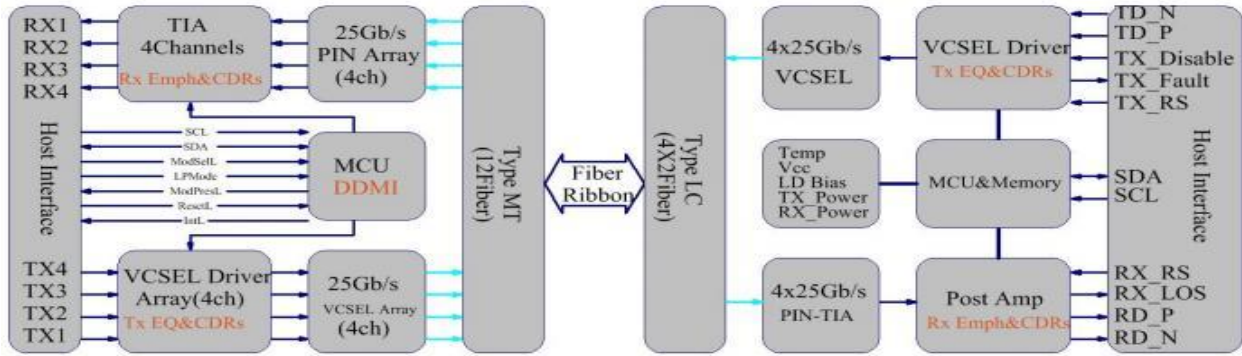 RX1
RX2
RX3
RX4
Host Interface
TX4
TX3
TX2
TX1
TIA
4Channels
Rx Emph&CDRs
25Gb/s
PIN Array
(4ch)
SCL
SDA
ModSelL
LPMode
ModPresL
ResetL
IntL
MCU
DDMI
VCSEL Driver
Array(4ch)
Tx EQ&CDRs
25Gb/s
VCSEL Array
(4ch)
Type MT
(12Fiber)
Fiber
Ribbon
Type LC
(4X2Fiber)
4x25Gb/s
VCSEL
VCSEL Driver
Tx EQ&CDRs
Temp
Vcc
LD Bias
TX_Power
RX_Power
MCU&Memory
4x25Gb/s
PIN-TIA
Post Amp
Rx Emph&CDRs
TD_N
TD_P
TX_Disable
TX_Fault
TX_RS
SDA
SCL
Host Interface
RX_RS
RX_LOS
RD_P
RD_N